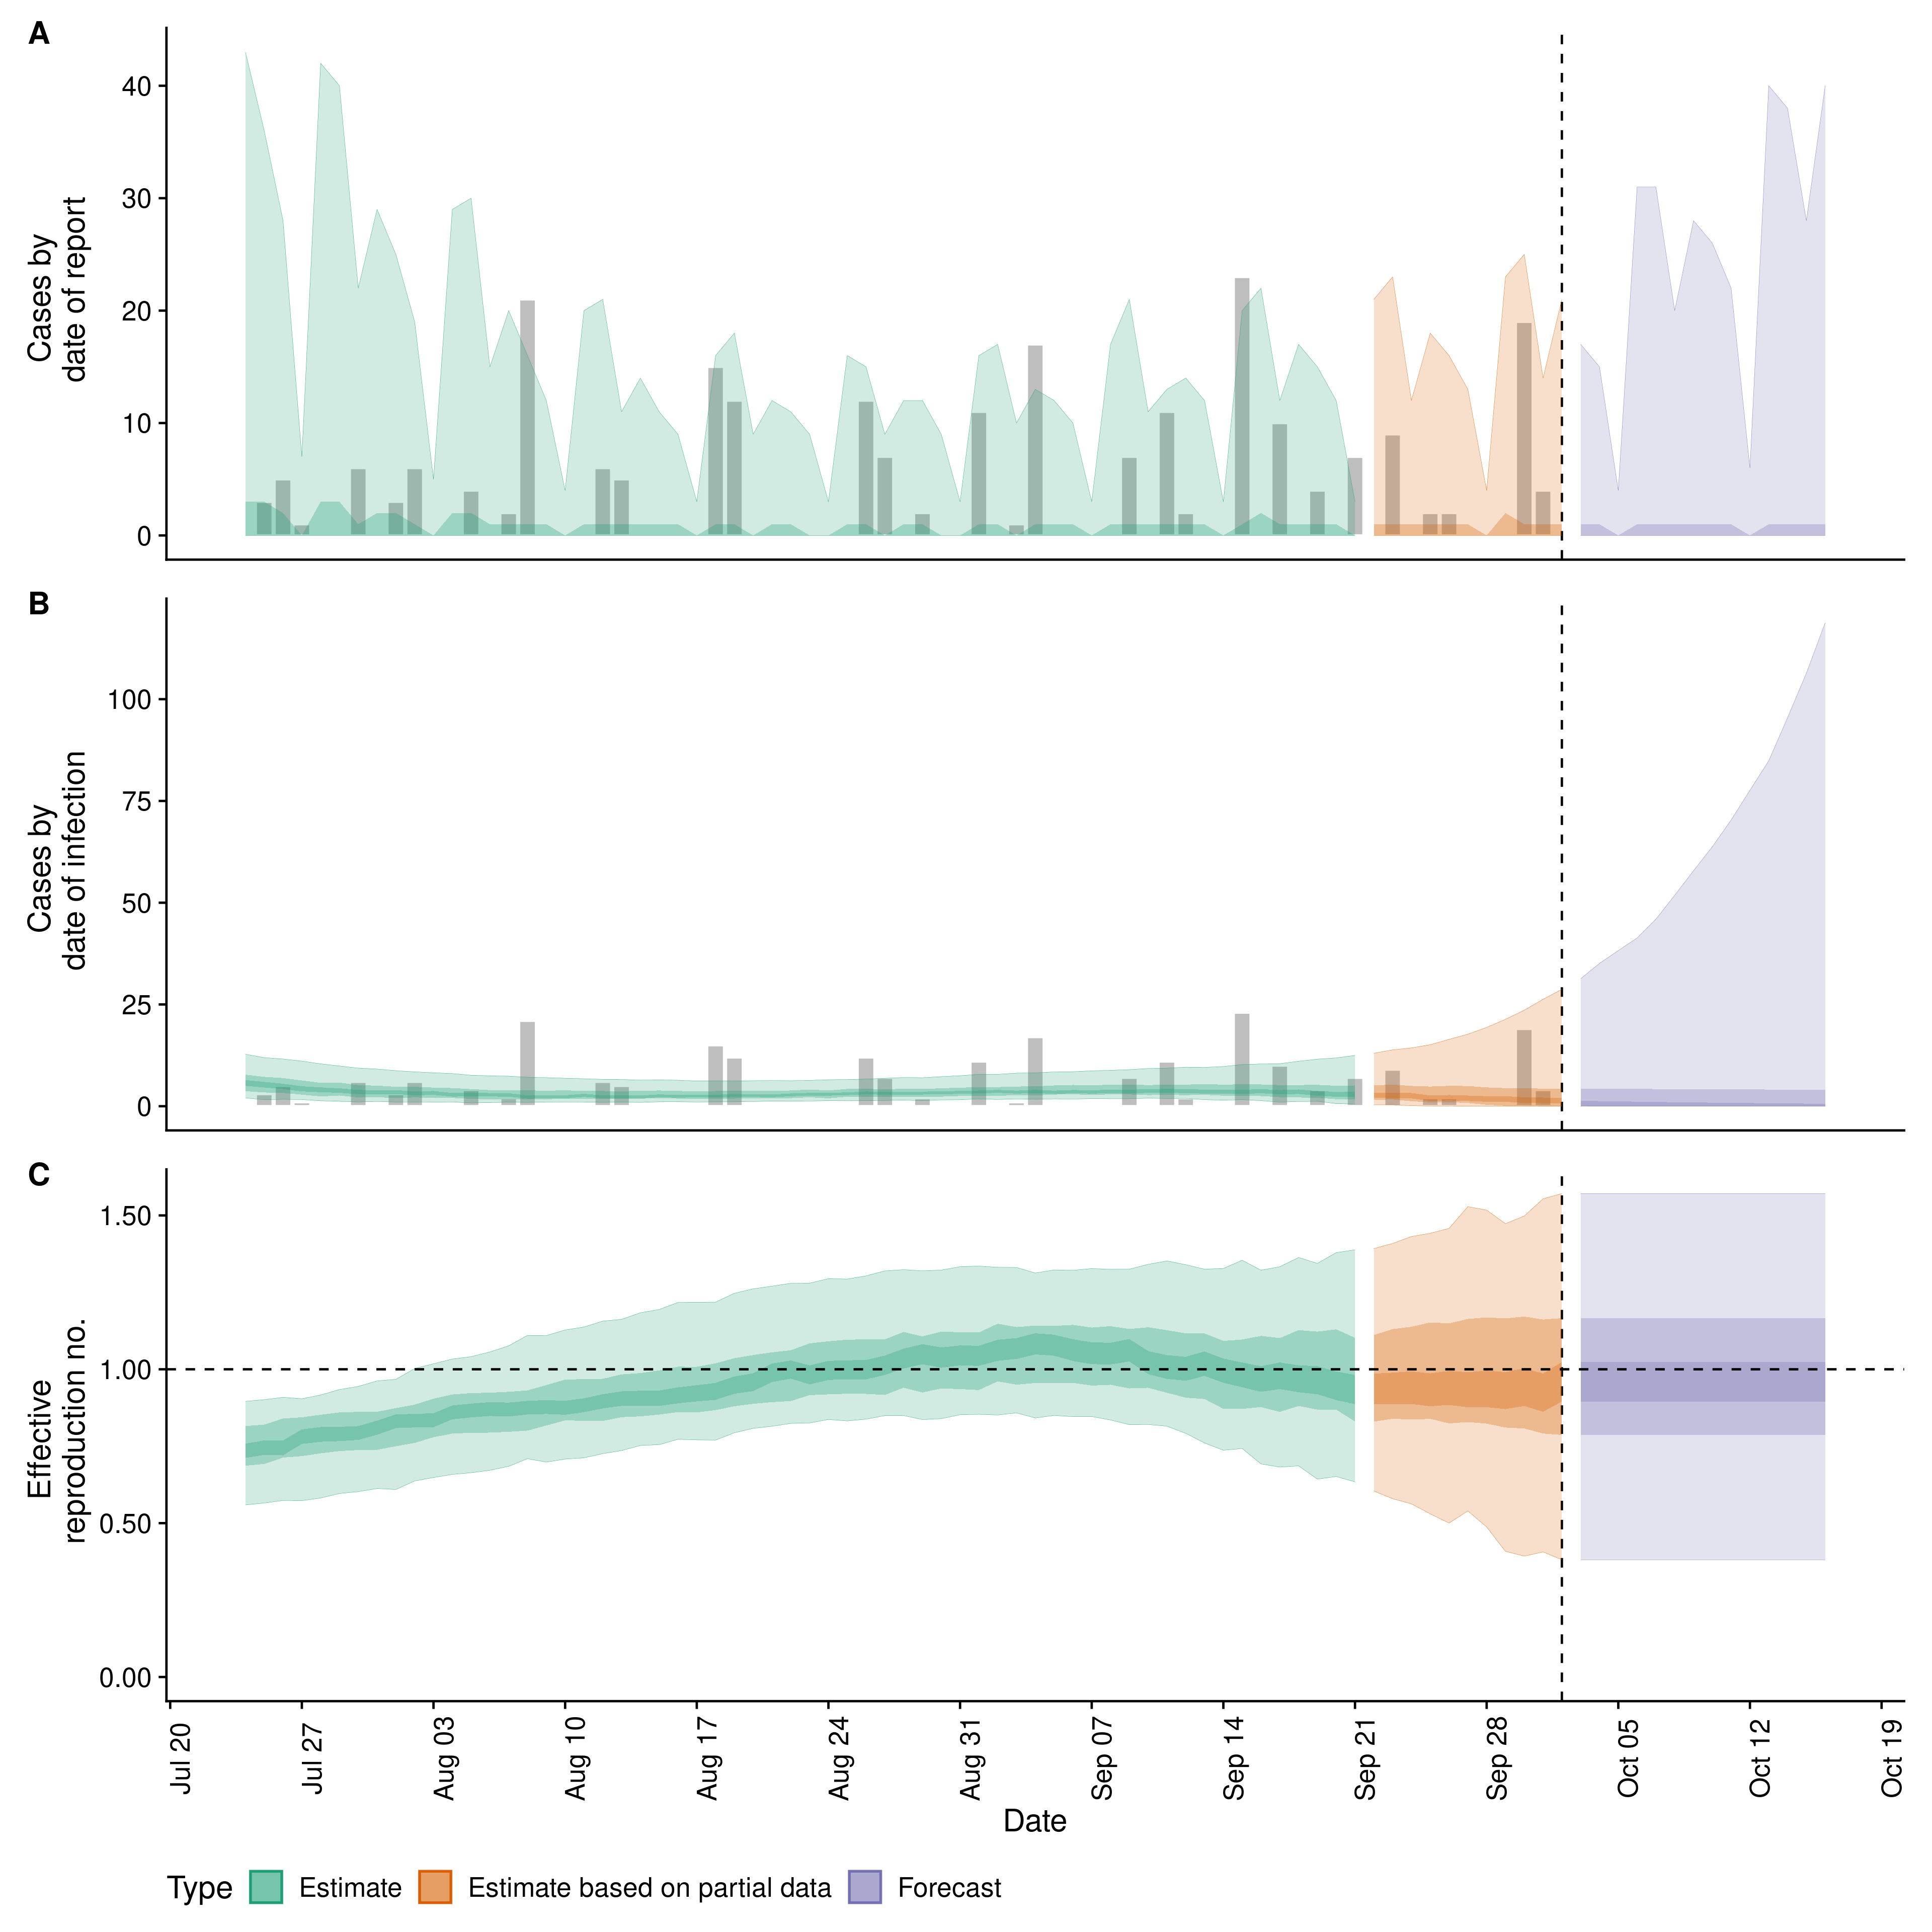 A
Cases by
date of report
40
30
20
10
0
B
Cases by
date of infection
100
75
50
25
0
C
Effective
reproduction no.
1.50
1.00
0.50
0.00
Jul 20
Jul 27
Aug 03
Aug 10
Aug 17
Aug 24
Aug 31
Sep 07
Sep 14
Sep 21
Sep 28
Oct 05
Oct 12
Oct 19
Date
Type Estimate Estimate based on partial data Forecast